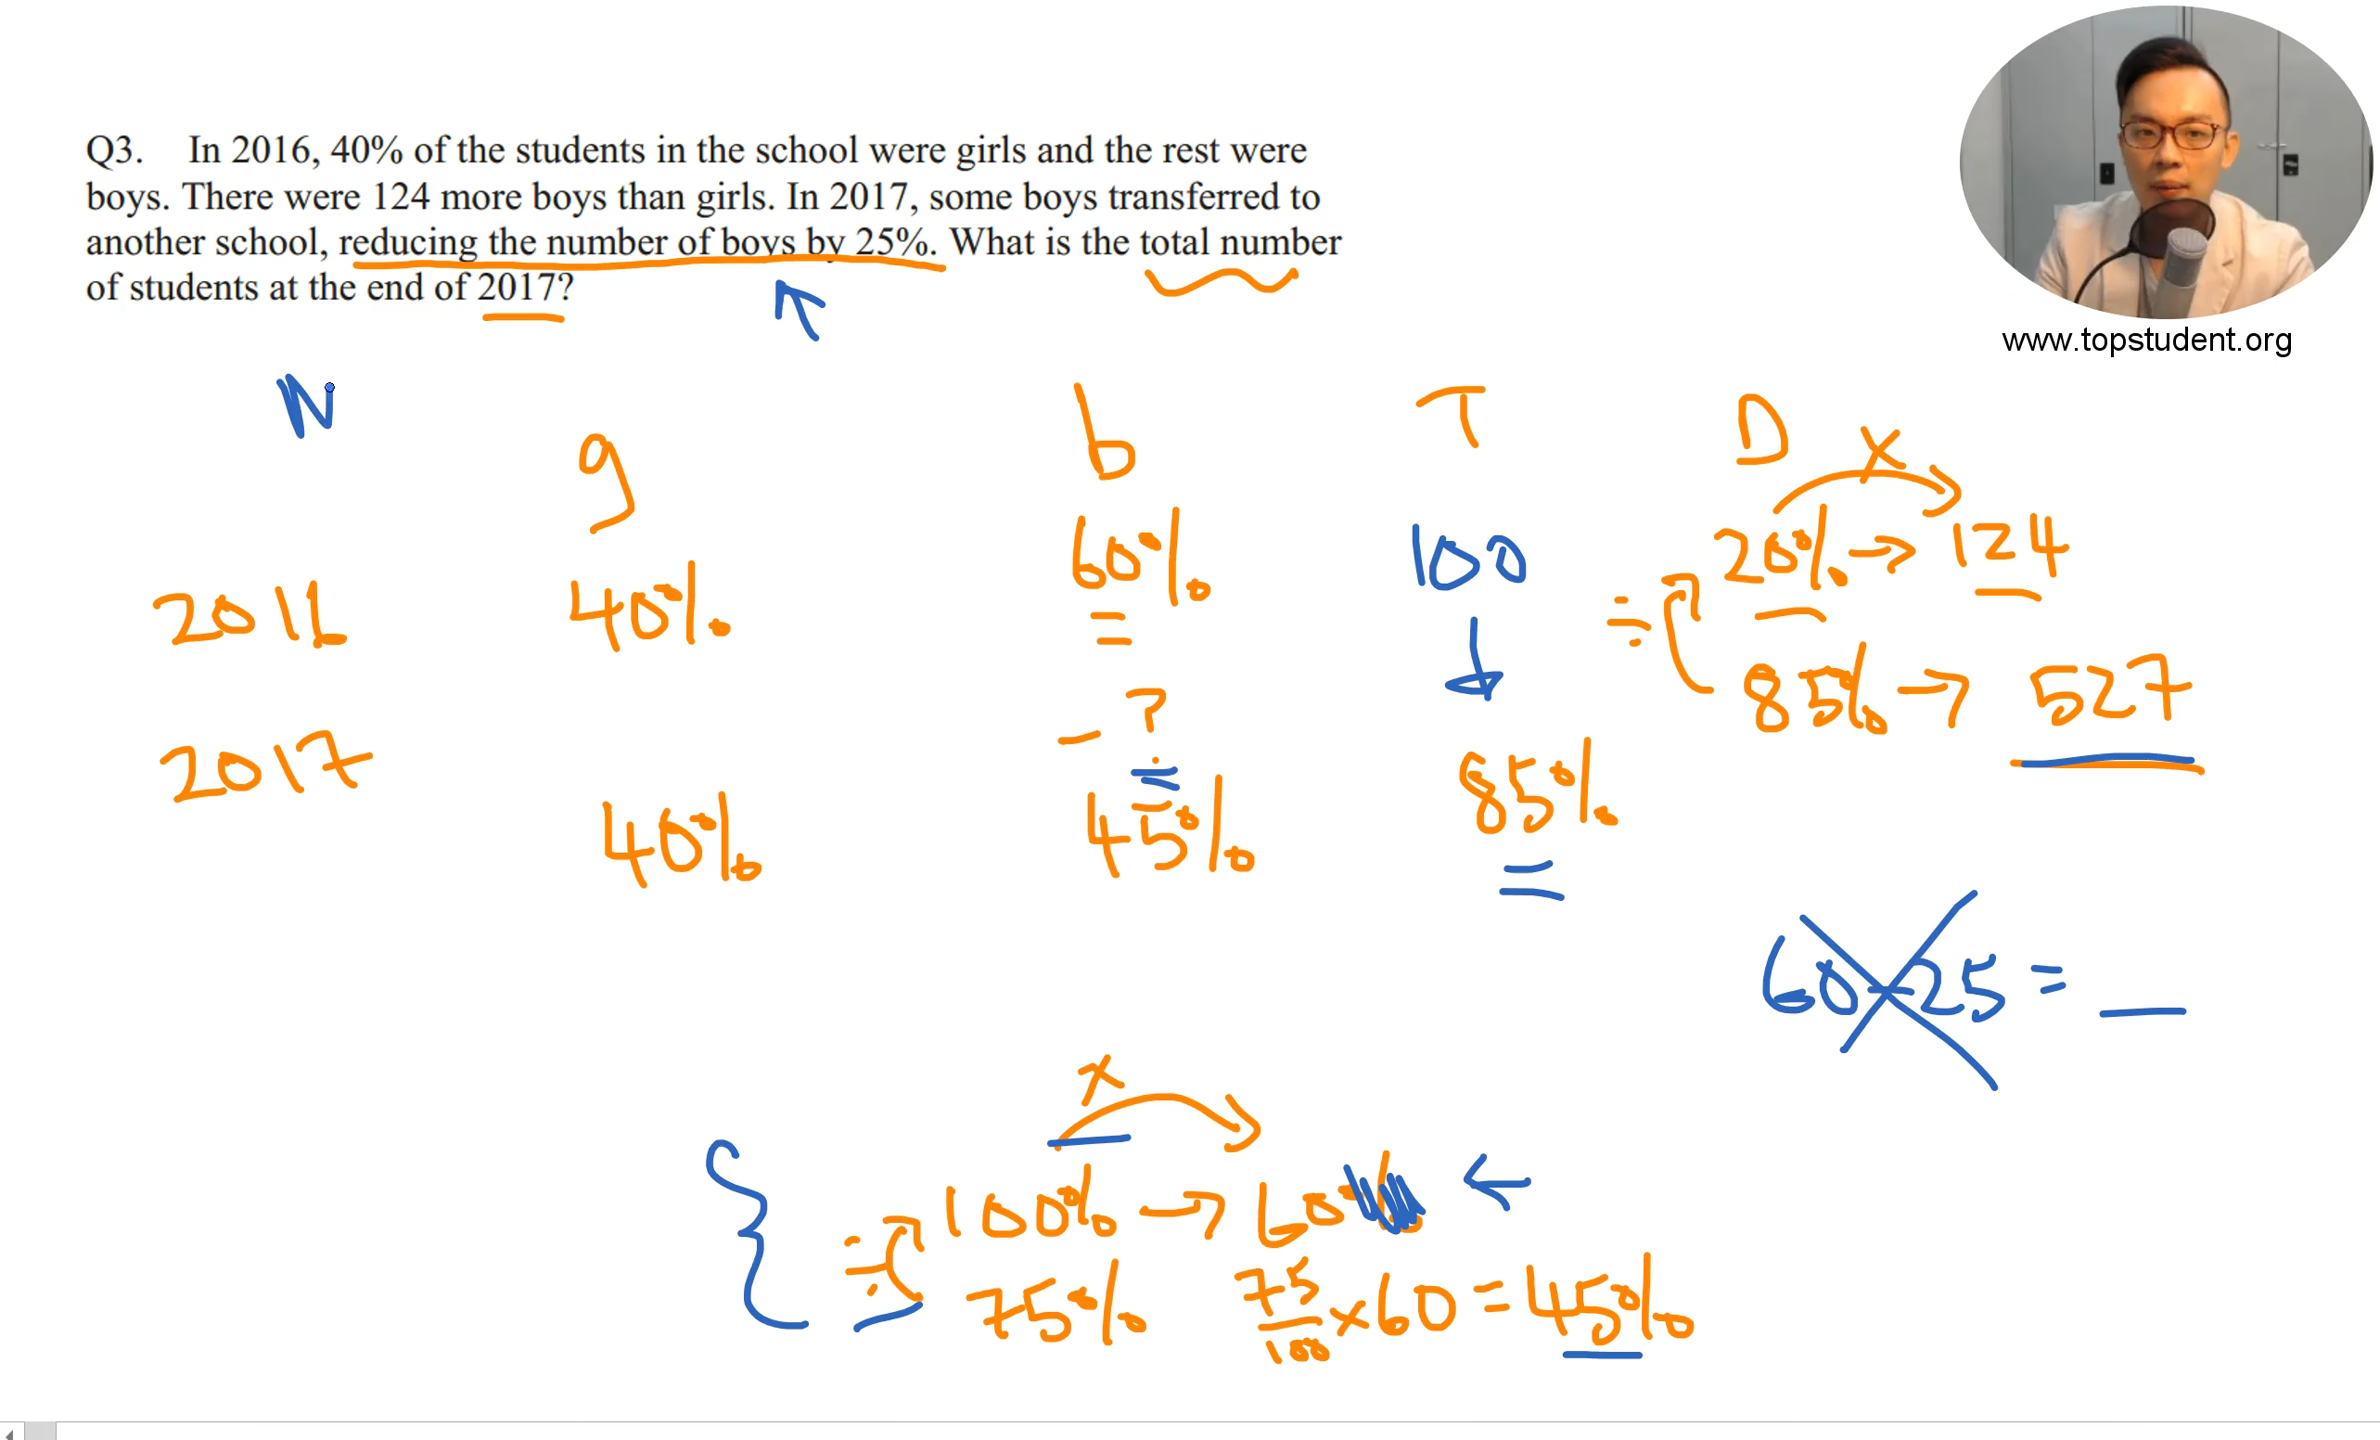 Q3. In 2016, 40% of the students in the school were girls and the rest were
boys. There were 124 more boys than girls. In 2017, some boys transferred to
another school, reducing the number of boys by 25%. What is the total number
of students at the end of 2017?
www.topstudent.org
N g b T D
×
2016 40% 60% 100 20% → 124
÷ 85% → 527
- ?
2017 40% 45% 85%
60 - 25 = __
×
÷ 100% → 60
75% 75/100 × 60 = 45%